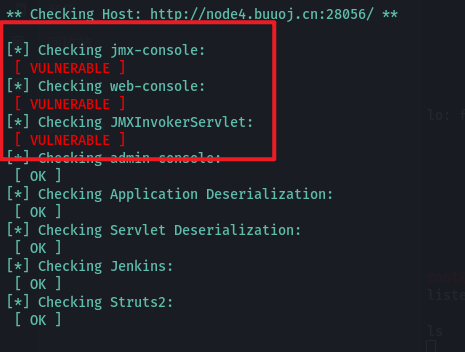 ** Checking Host: http://node4.buuoj.cn:28056/ **
[*] Checking jmx-console:
[ VULNERABLE ]
[*] Checking web-console:
[ VULNERABLE ]
[*] Checking JMXInvokerServlet:
[ VULNERABLE ]
[*] Checking admin-console:
[ OK ]
[*] Checking Application Deserialization:
[ OK ]
[*] Checking Servlet Deserialization:
[ OK ]
[*] Checking Jenkins:
[ OK ]
[*] Checking Struts2:
[ OK ]
lo:
liste
ls